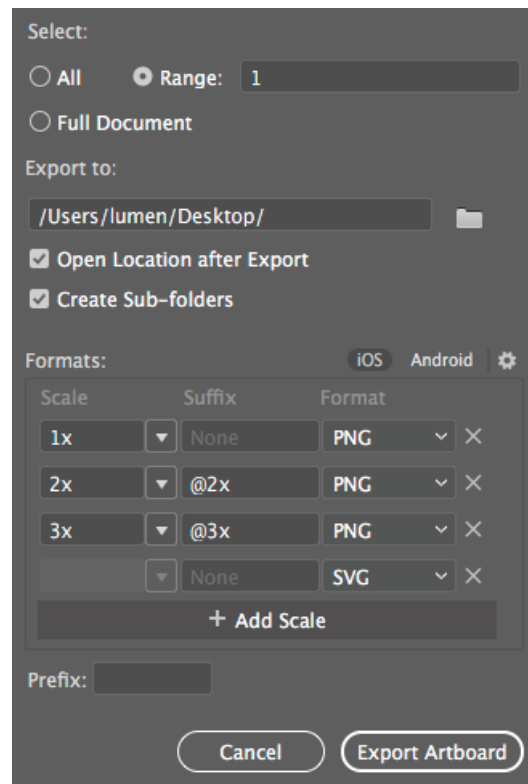 Select:
All Range: 1
Full Document
Export to:
/Users/lumen/Desktop/
Open Location after Export
Create Sub-folders
Formats: iOS Android
Scale Suffix Format
1x None PNG
2x @2x PNG
3x @3x PNG
None SVG
+ Add Scale
Prefix:
Cancel Export Artboard